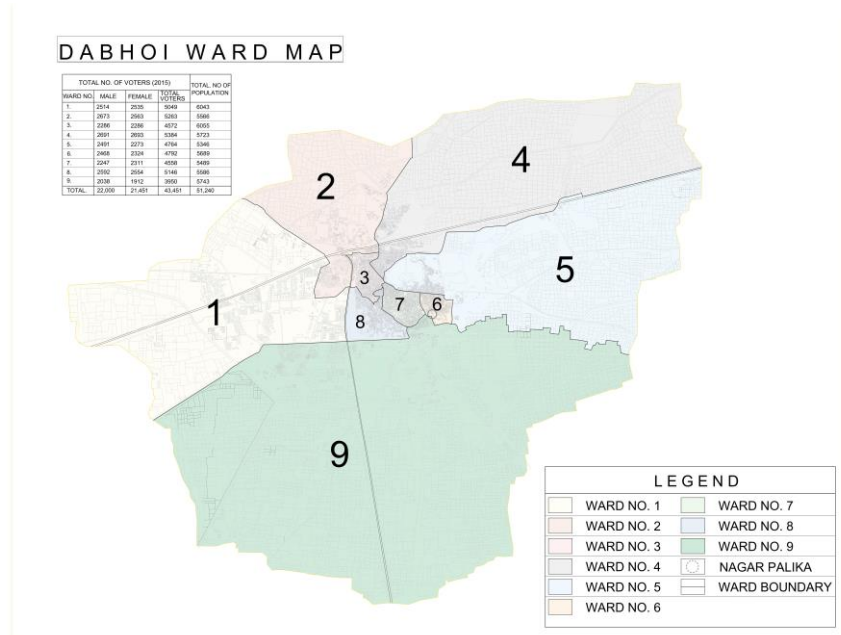 DABHOI WARD MAP
TOTAL NO. OF VOTERS (2015) TOTAL NO OF POPULATION
WARD NO. MALE FEMALE TOTAL VOTERS
1. 2514 2535 5049 6043
2. 2673 2563 5263 5566
3. 2286 2286 4572 6055
4. 2691 2693 5384 5723
5. 2491 2273 4764 5346
6. 2468 2324 4792 5689
7. 2247 2311 4558 5489
8. 2592 2554 5146 5586
9. 2038 1912 3950 5743
TOTAL 22,000 21,451 43,451 51,240
4
2
5
3
1
7
6
8
9
LEGEND
WARD NO. 1 WARD NO. 7
WARD NO. 2 WARD NO. 8
WARD NO. 3 WARD NO. 9
WARD NO. 4 NAGAR PALIKA
WARD NO. 5 WARD BOUNDARY
WARD NO. 6